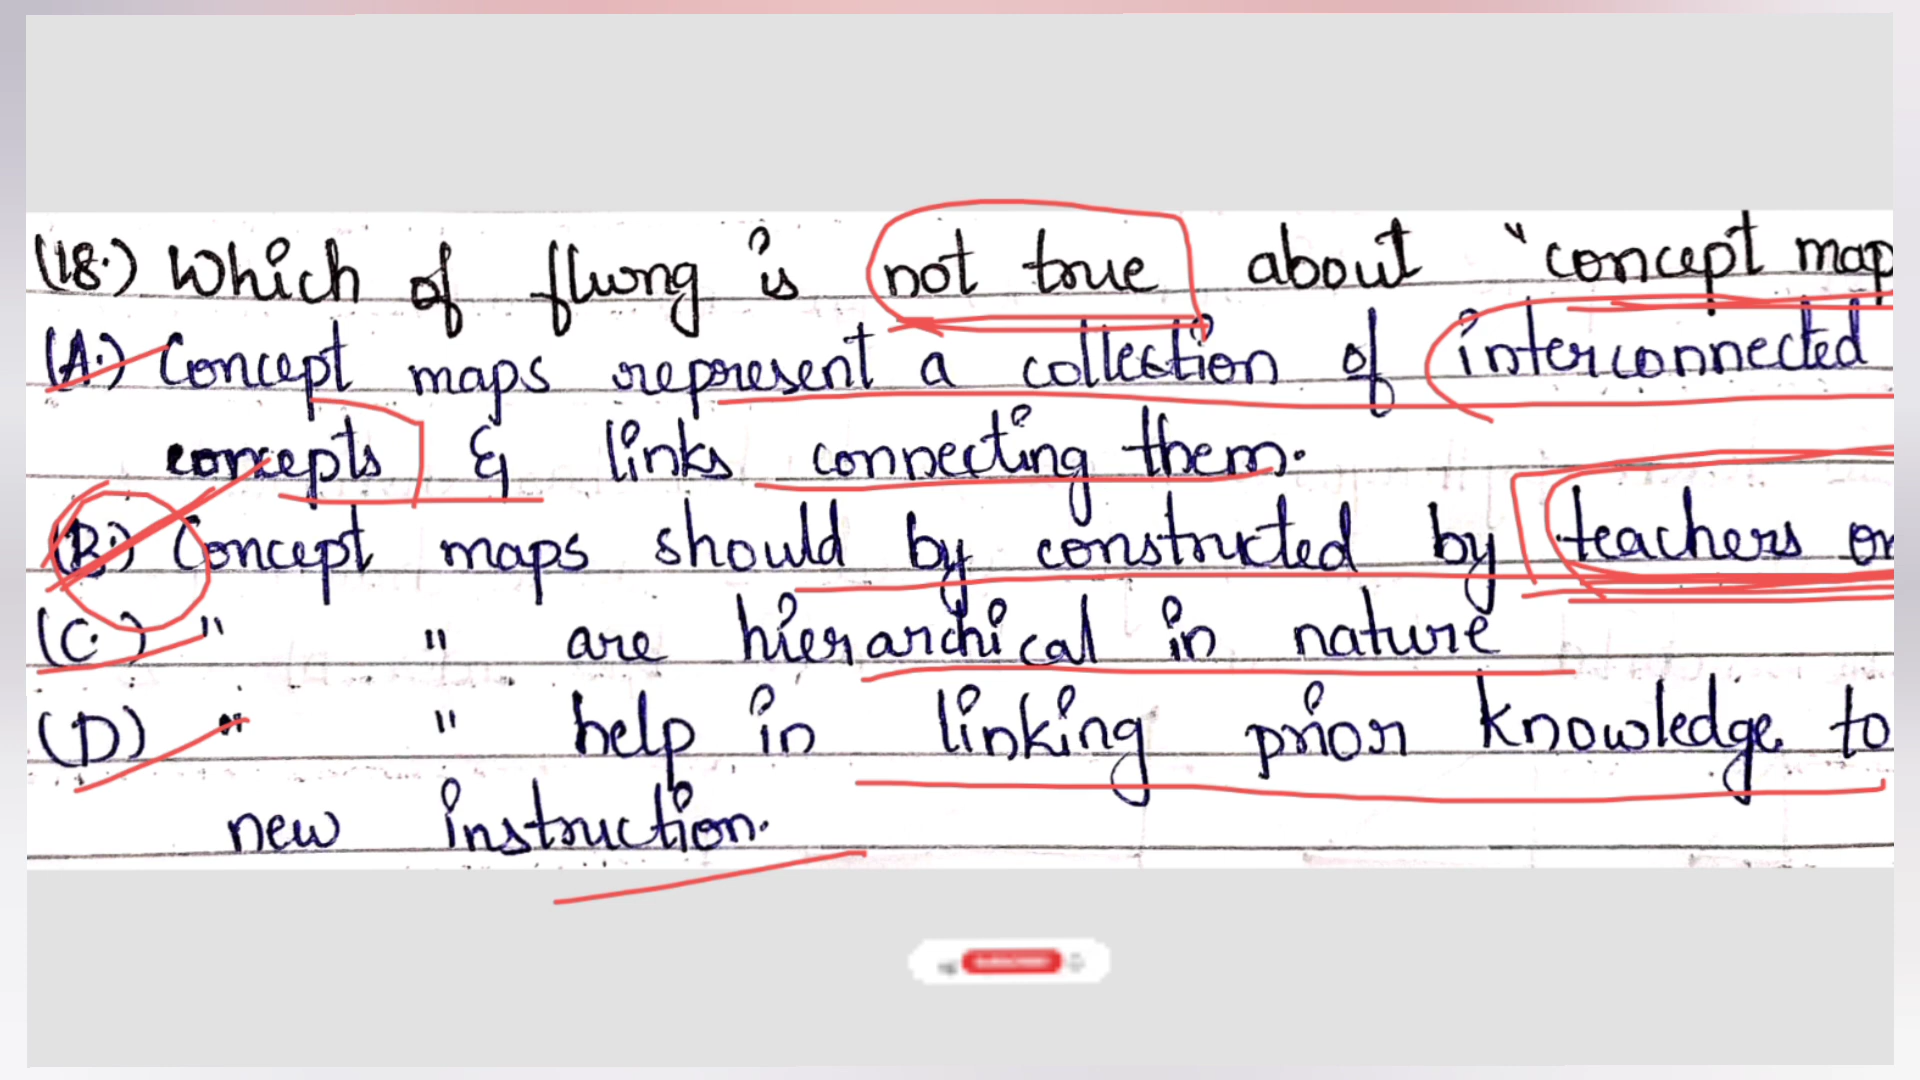 (18.) Which of flwng is not true about "concept map
(A.) Concept maps represent a collection of interconnected
concepts & links connecting them.
(B.) Concept maps should by constructed by teachers on
(C.) " " are hierarchical in nature
(D) " " help in linking prior knowledge to
new instruction.